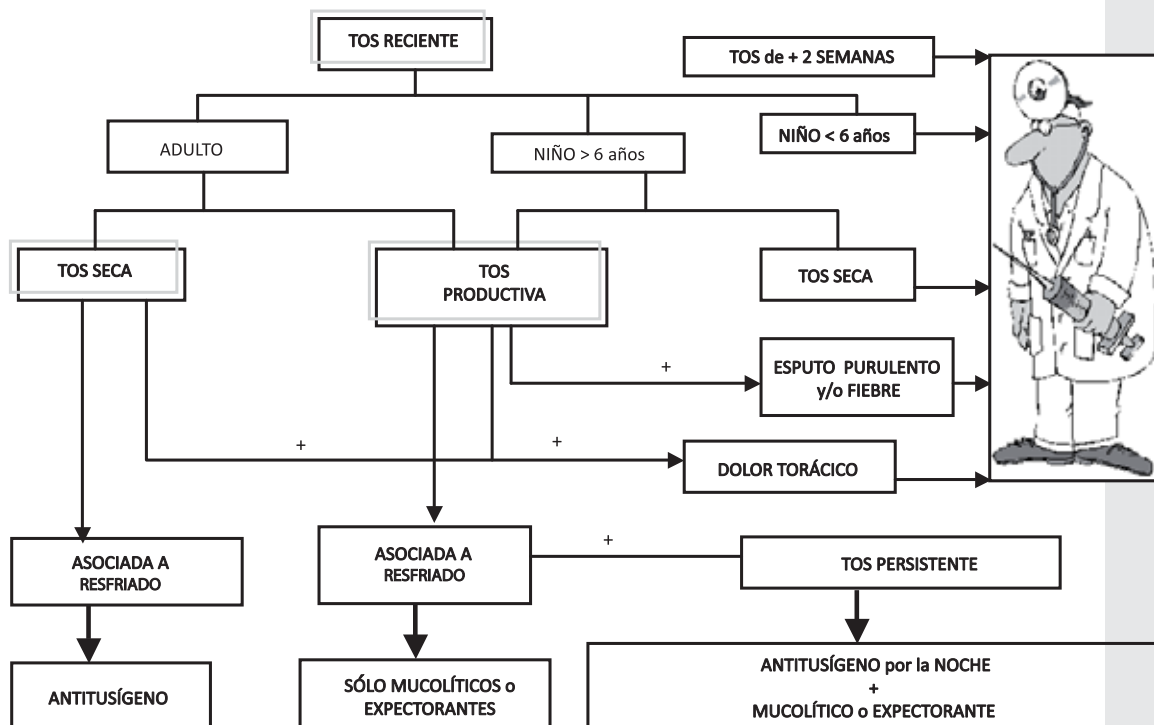 TOS RECIENTE
TOS de + 2 SEMANAS
ADULTO
NIÑO > 6 años
NIÑO < 6 años
TOS SECA
TOS
PRODUCTIVA
TOS SECA
+
ESPUTO PURULENTO
y/o FIEBRE
+
+
DOLOR TORÁCICO
ASOCIADA A
RESFRIADO
ASOCIADA A
RESFRIADO
+
TOS PERSISTENTE
ANTITUSÍGENO
SÓLO MUCOLÍTICOS o
EXPECTORANTES
ANTITUSÍGENO por la NOCHE
+
MUCOLÍTICO o EXPECTORANTE